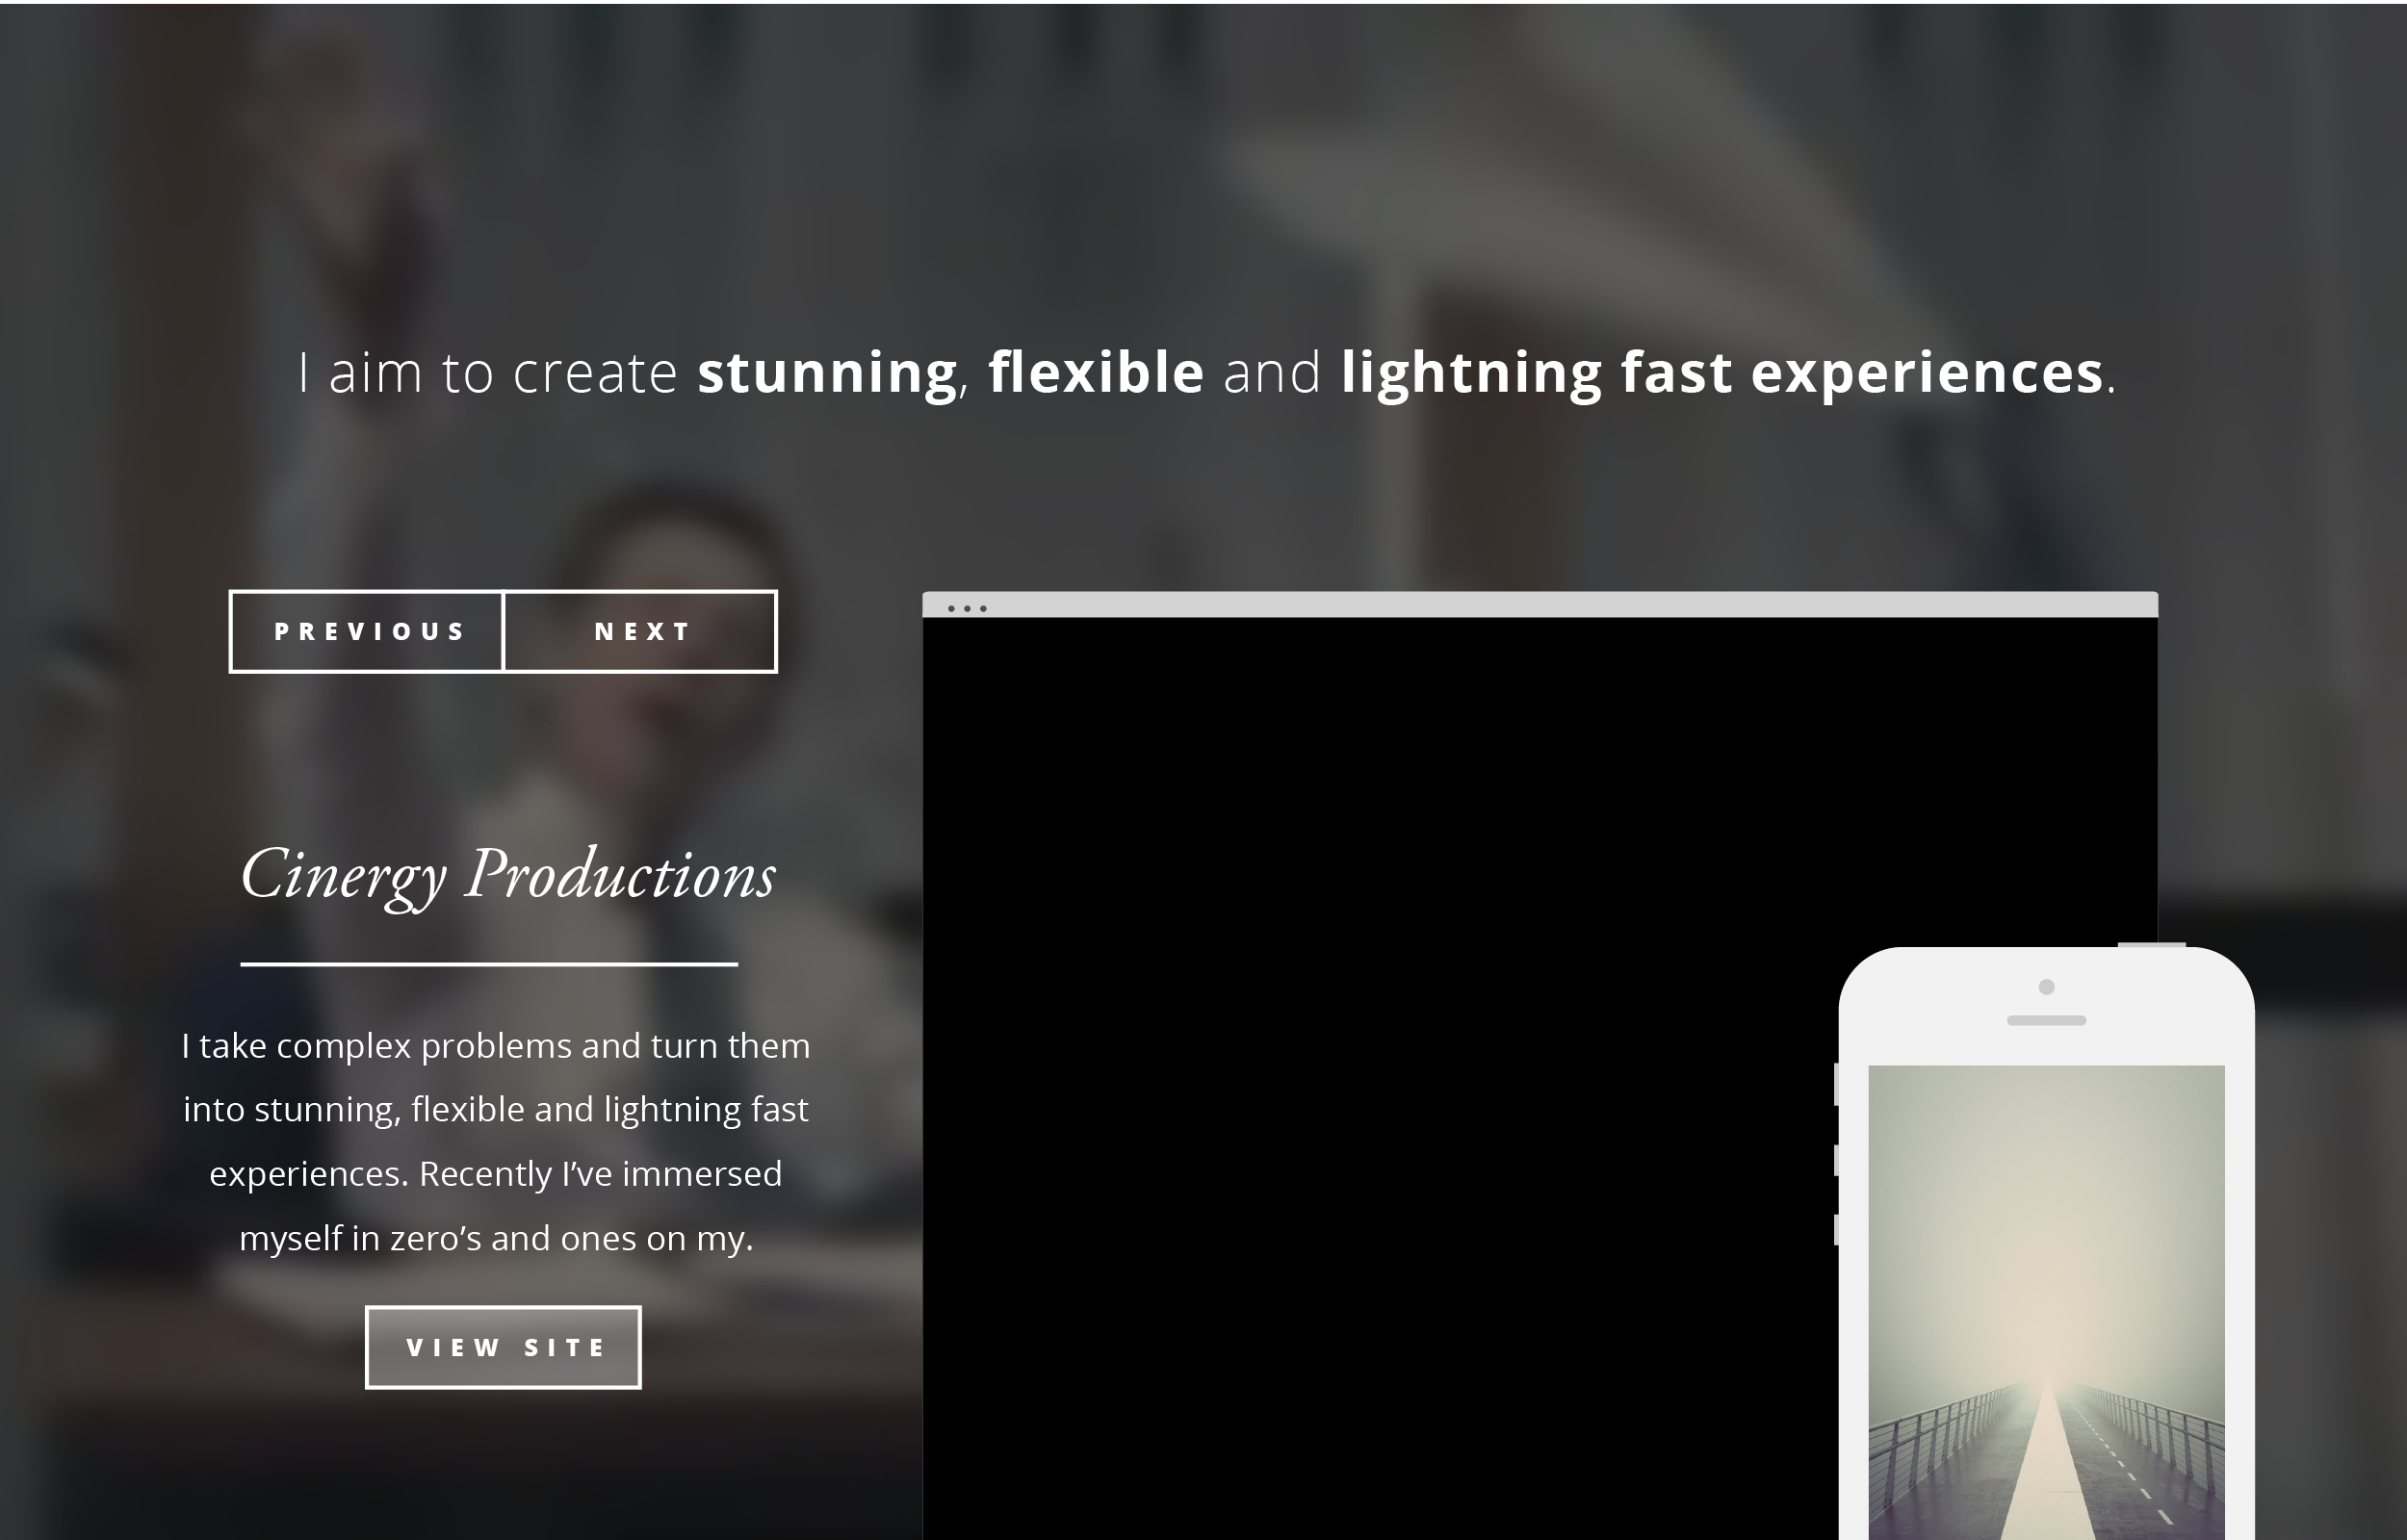 I aim to create stunning, flexible and lightning fast experiences.
PREVIOUS NEXT
Cinergy Productions
I take complex problems and turn them
into stunning, flexible and lightning fast
experiences. Recently I’ve immersed
myself in zero’s and ones on my.
VIEW SITE